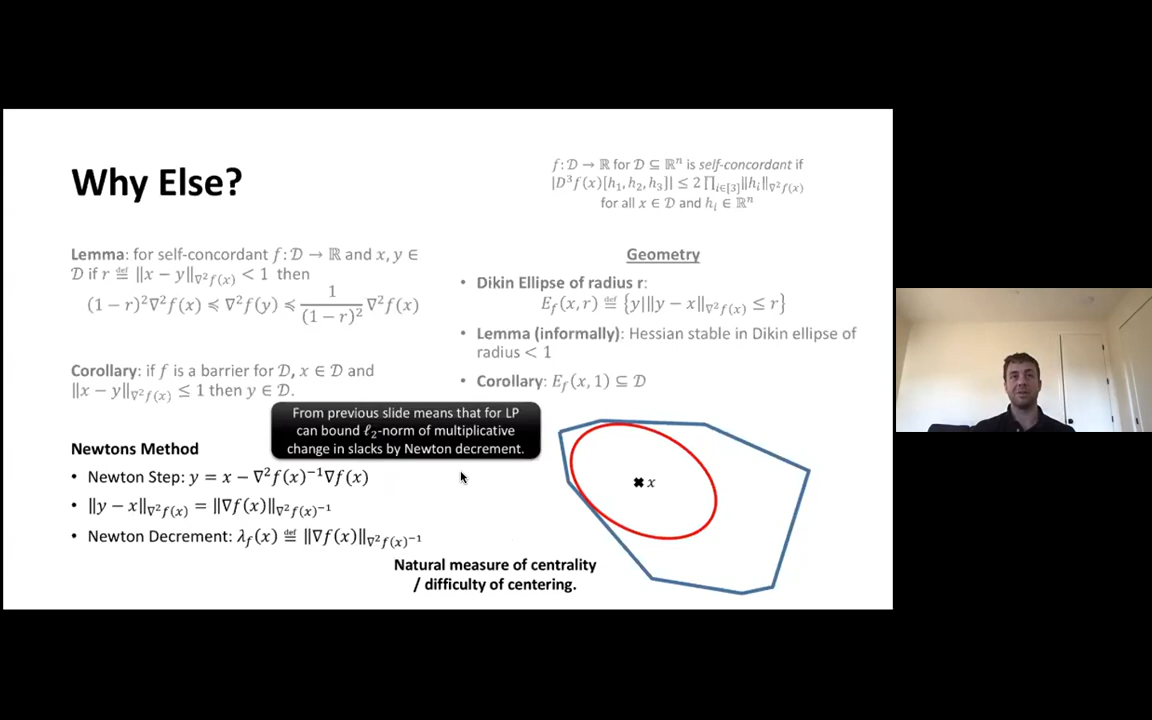 Why Else?
f: 𝒟 → ℝ for 𝒟 ⊆ ℝⁿ is self-concordant if
|D³f(x)[h₁, h₂, h₃]| ≤ 2 ∏_{i∈[3]}‖hᵢ‖_{∇²f(x)}
for all x ∈ 𝒟 and hᵢ ∈ ℝⁿ
Lemma: for self-concordant f: 𝒟 → ℝ and x, y ∈
𝒟 if r ≝ ‖x − y‖_{∇²f(x)} < 1 then
(1 − r)²∇²f(x) ≼ ∇²f(y) ≼ 1/(1 − r)² ∇²f(x)
Corollary: if f is a barrier for 𝒟, x ∈ 𝒟 and
‖x − y‖_{∇²f(x)} ≤ 1 then y ∈ 𝒟.
Geometry
• Dikin Ellipse of radius r:
E_f(x, r) ≝ {y|‖y − x‖_{∇²f(x)} ≤ r}
• Lemma (informally): Hessian stable in Dikin ellipse of
radius < 1
• Corollary: E_f(x, 1) ⊆ 𝒟
From previous slide means that for LP
can bound ℓ₂-norm of multiplicative
change in slacks by Newton decrement.
Newtons Method
• Newton Step: y = x − ∇²f(x)⁻¹∇f(x)
• ‖y − x‖_{∇²f(x)} = ‖∇f(x)‖_{∇²f(x)⁻¹}
• Newton Decrement: λ_f(x) ≝ ‖∇f(x)‖_{∇²f(x)⁻¹}
x
Natural measure of centrality
/ difficulty of centering.